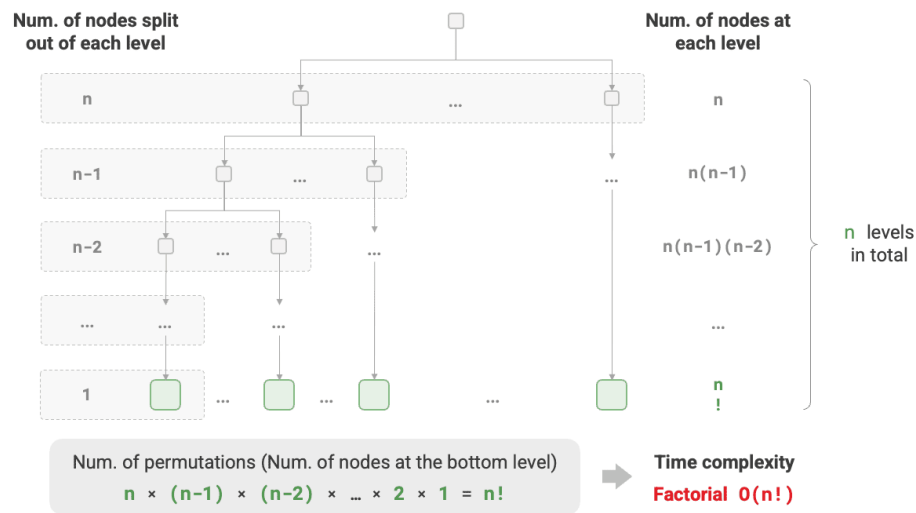 Num. of nodes split
out of each level
Num. of nodes at
each level
n
...
n
n-1
...
...
n(n-1)
n-2
...
...
n(n-1)(n-2)
n levels
in total
...
...
...
...
1
...
...
...
n
!
Num. of permutations (Num. of nodes at the bottom level)
n × (n-1) × (n-2) × … × 2 × 1 = n!
Time complexity
Factorial O(n!)